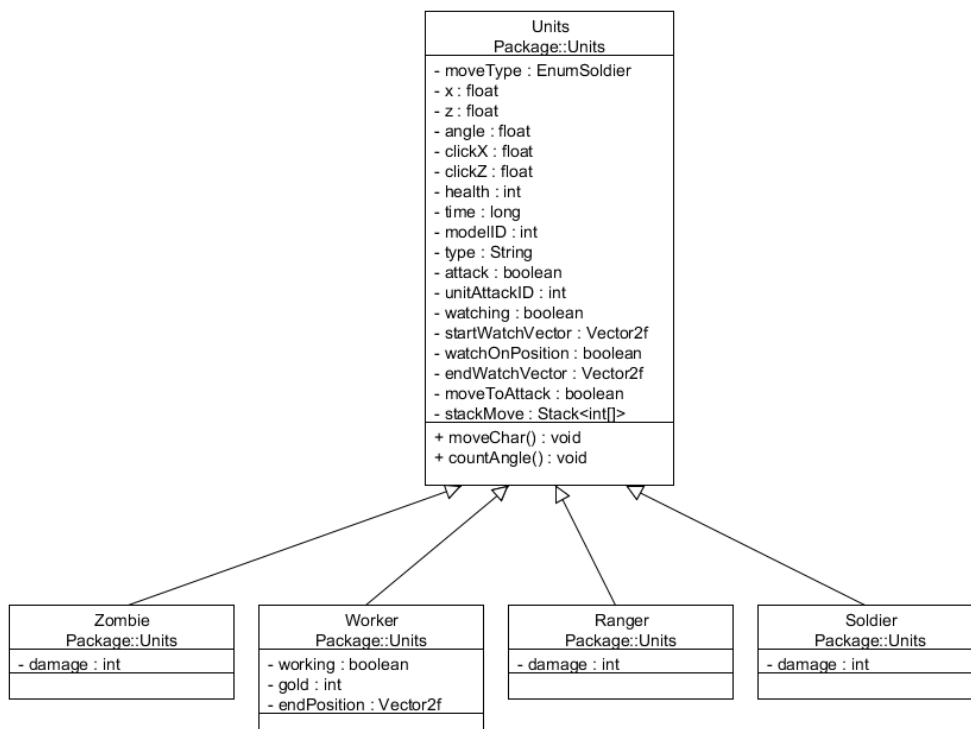 Units
Package::Units
- moveType : EnumSoldier
- x : float
- z : float
- angle : float
- clickX : float
- clickZ : float
- health : int
- time : long
- modelID : int
- type : String
- attack : boolean
- unitAttackID : int
- watching : boolean
- startWatchVector : Vector2f
- watchOnPosition : boolean
- endWatchVector : Vector2f
- moveToAttack : boolean
- stackMove : Stack<int[]>
+ moveChar() : void
+ countAngle() : void
Zombie
Package::Units
- damage : int
Worker
Package::Units
- working : boolean
- gold : int
- endPosition : Vector2f
Ranger
Package::Units
- damage : int
Soldier
Package::Units
- damage : int